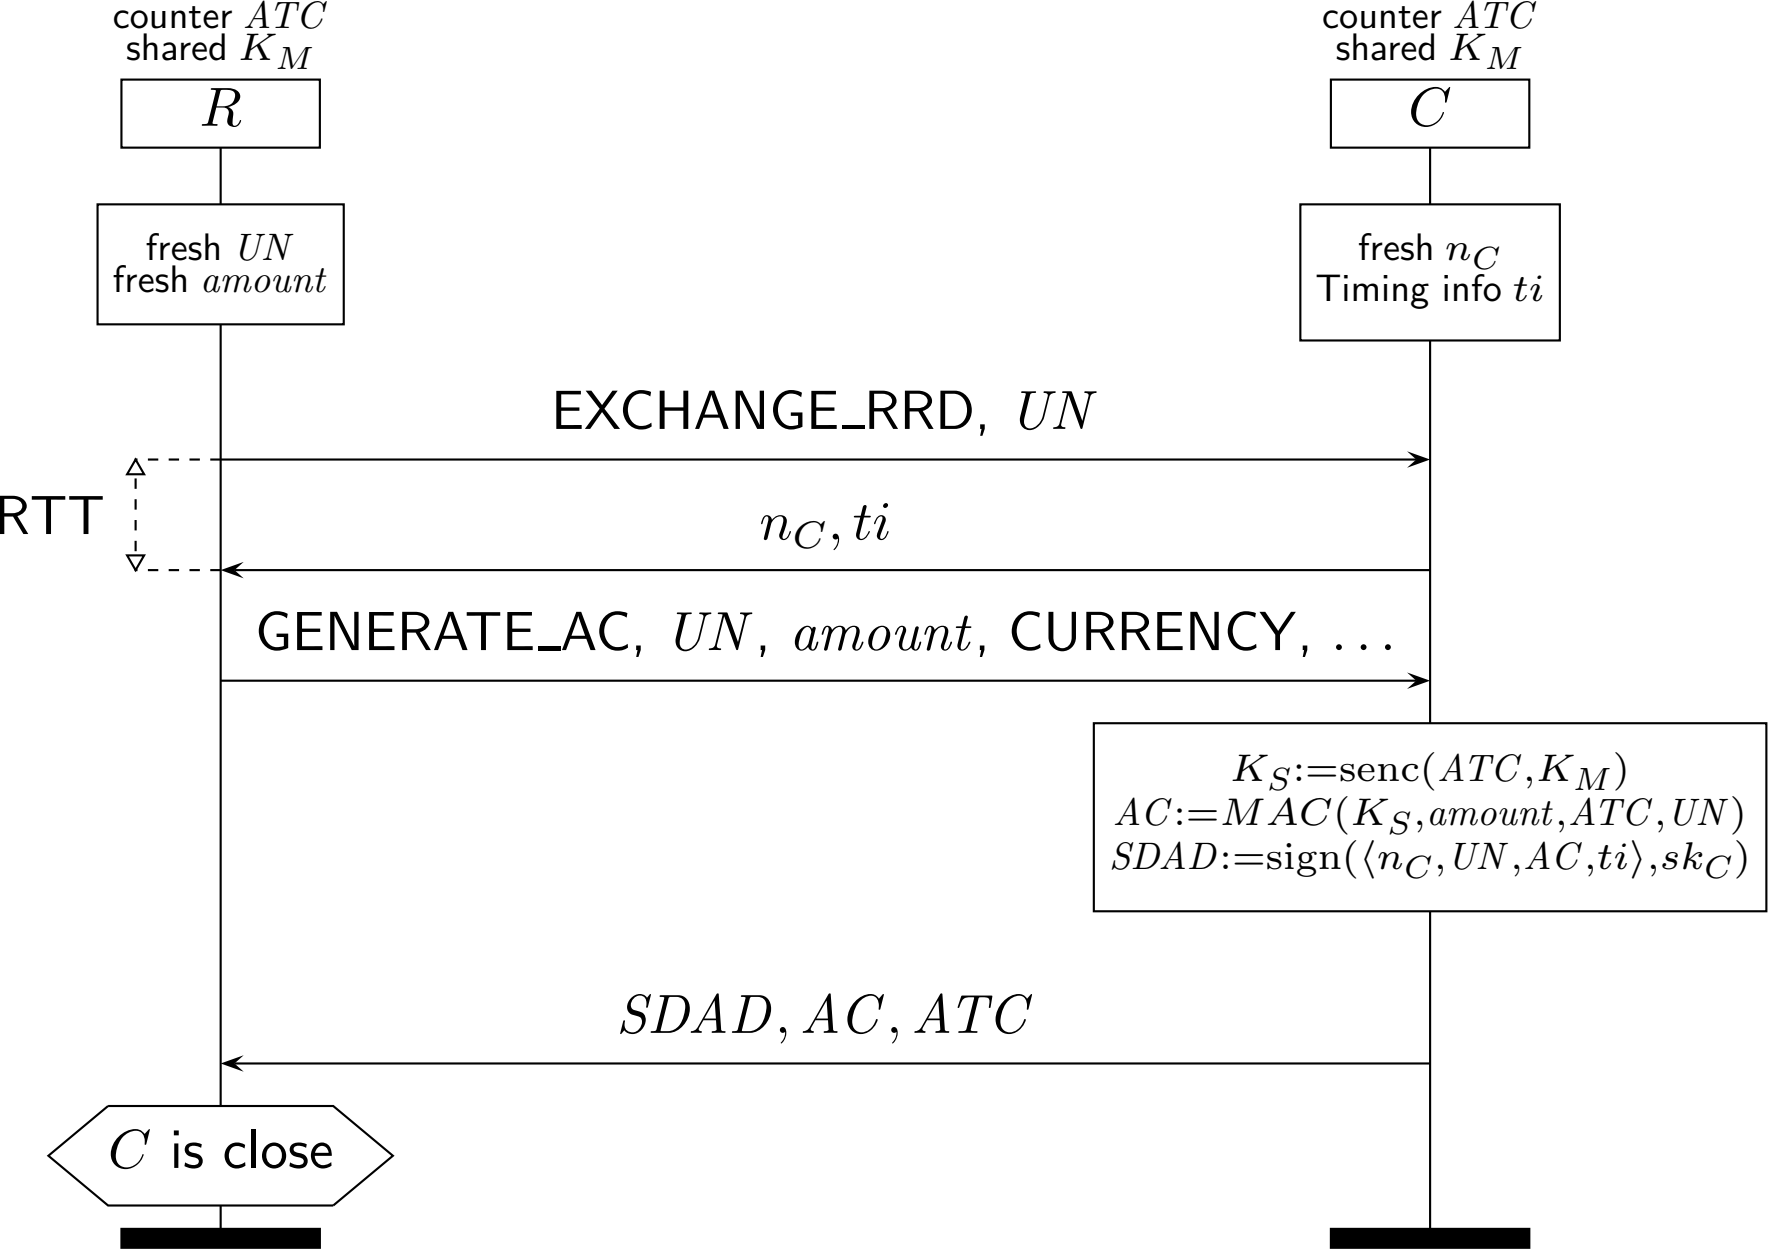 counter ATC
shared K_M
R
fresh UN
fresh amount
counter ATC
shared K_M
C
fresh n_C
Timing info ti
EXCHANGE_RRD, UN
RTT
n_C, ti
GENERATE_AC, UN, amount, CURRENCY, ...
K_S:=senc(ATC,K_M)
AC:=MAC(K_S,amount,ATC,UN)
SDAD:=sign(⟨n_C,UN,AC,ti⟩,sk_C)
SDAD, AC, ATC
C is close